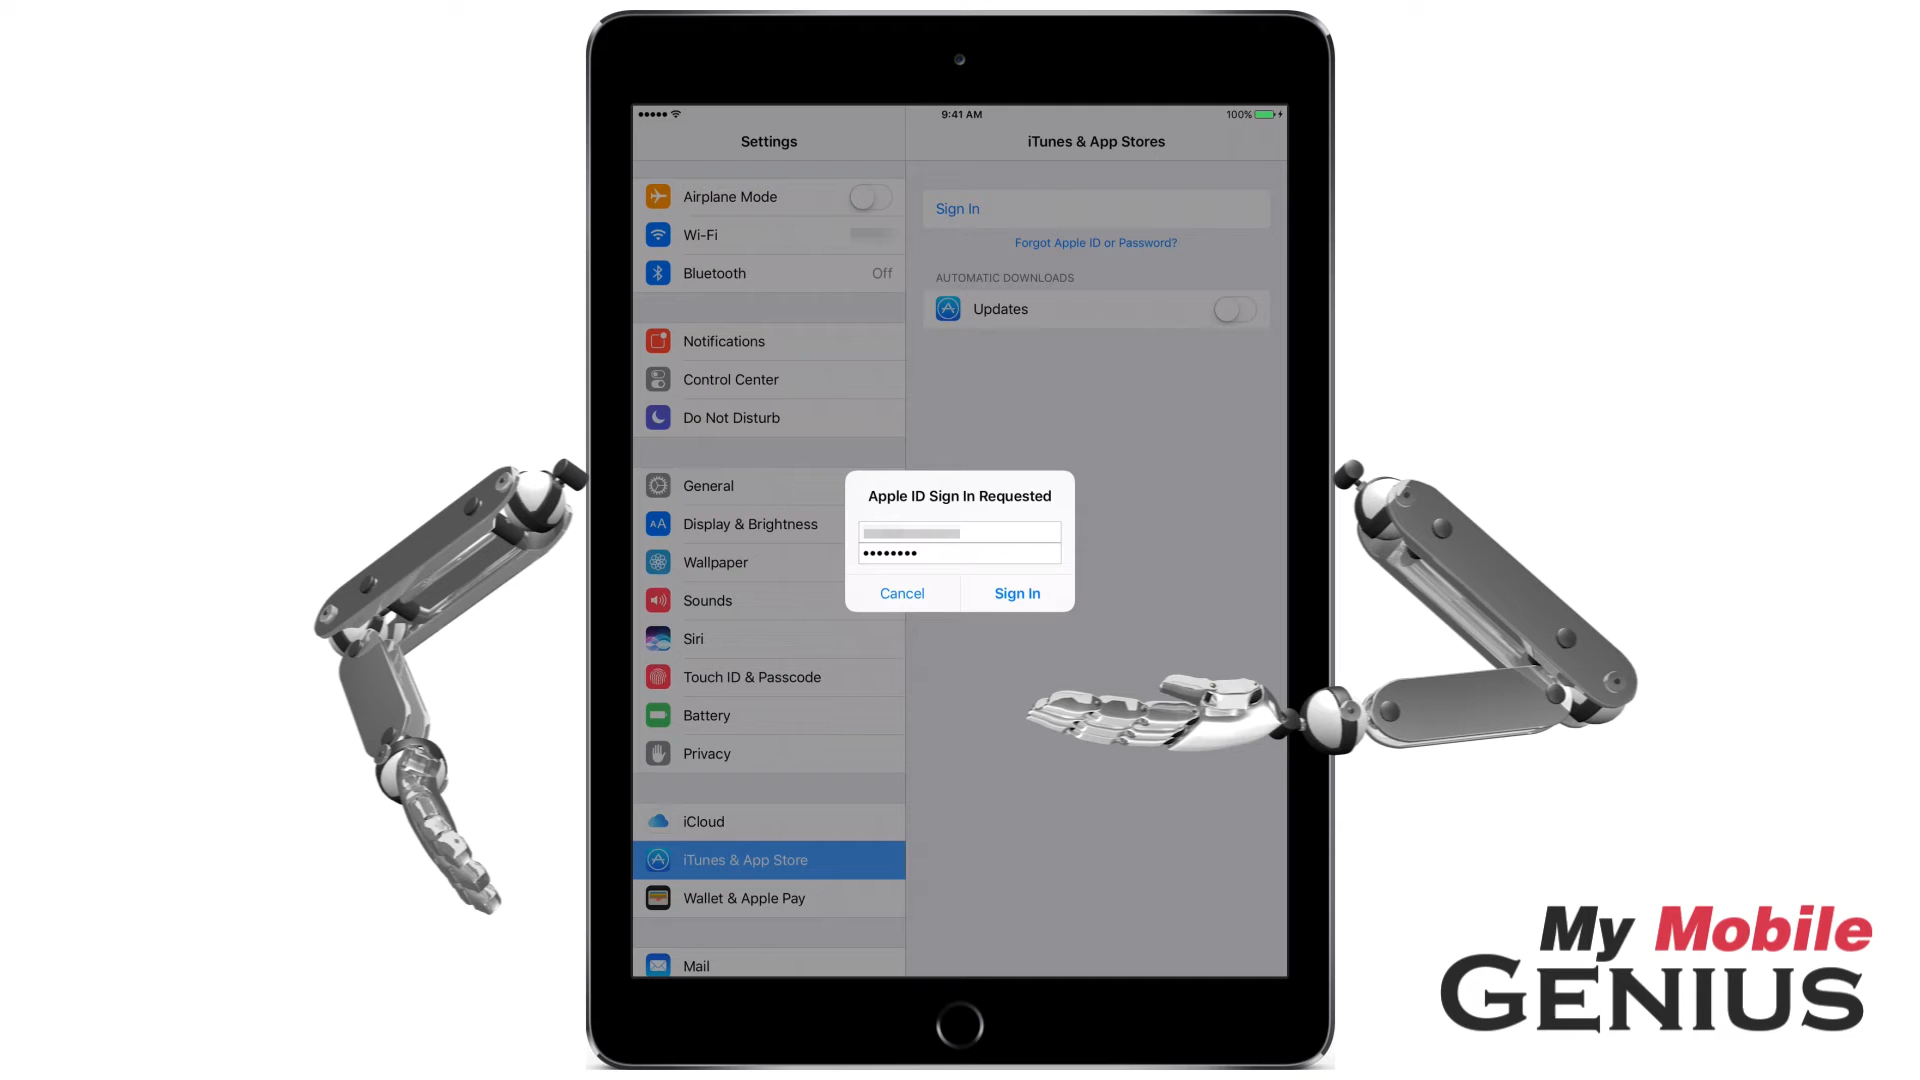 9:41 AM
100%
Settings
iTunes & App Stores
Airplane Mode
Wi-Fi
Bluetooth
Off
Notifications
Control Center
Do Not Disturb
General
Display & Brightness
Wallpaper
Sounds
Siri
Touch ID & Passcode
Battery
Privacy
iCloud
iTunes & App Store
Wallet & Apple Pay
Mail
Sign In
Forgot Apple ID or Password?
AUTOMATIC DOWNLOADS
Updates
Apple ID Sign In Requested
••••••••
Cancel
Sign In
AA
My Mobile
GENIUS